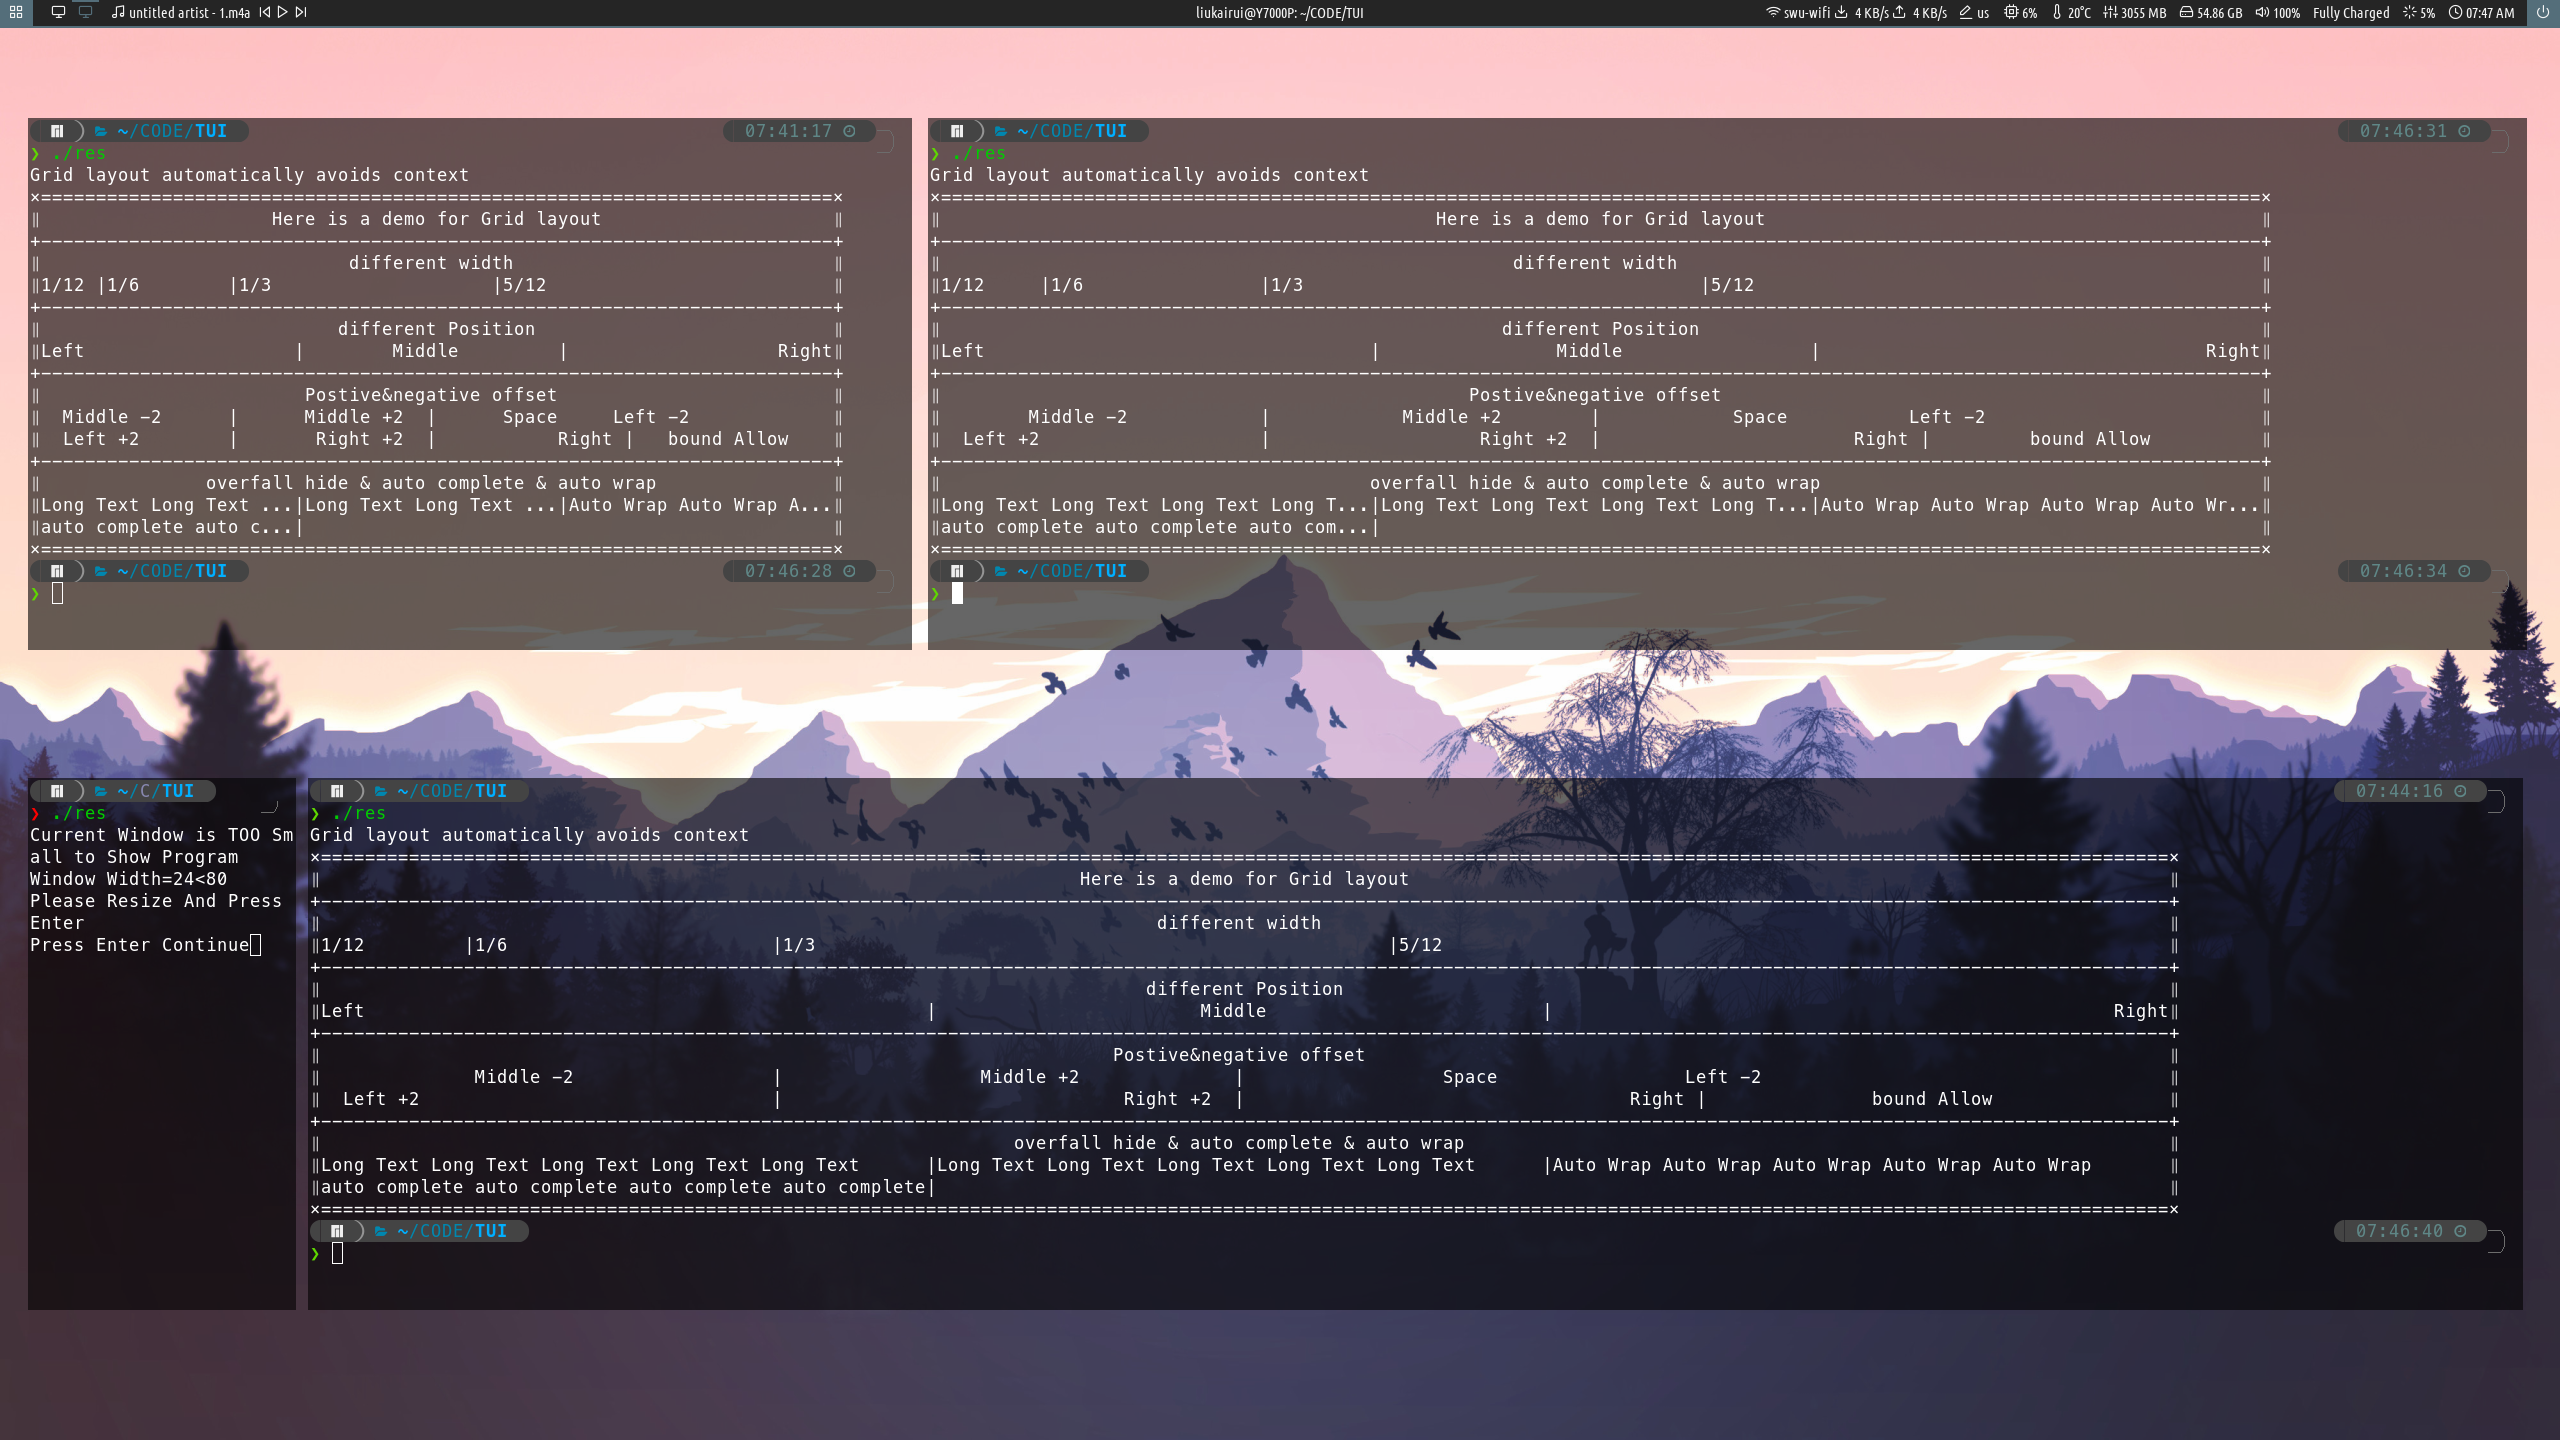 untitled artist - 1.m4a
liukairui@Y7000P: ~/CODE/TUI
swu-wifi 4 KB/s 4 KB/s us 6% 20°C 3055 MB 54.86 GB 100% Fully Charged 5% 07:47 AM
~/CODE/TUI 07:41:17
❯ ./res
Grid layout automatically avoids context
Here is a demo for Grid layout
different width
‖1/12 |1/6 |1/3 |5/12 ‖
different Position
‖Left | Middle | Right‖
Postive&negative offset
‖ Middle −2 | Middle +2 | Space Left −2 ‖
‖ Left +2 | Right +2 | Right | bound Allow ‖
overfall hide & auto complete & auto wrap
‖Long Text Long Text ...|Long Text Long Text ...|Auto Wrap Auto Wrap A...‖
‖auto complete auto c...| ‖
~/CODE/TUI 07:46:28
❯
~/CODE/TUI 07:46:31
❯ ./res
Grid layout automatically avoids context
Here is a demo for Grid layout
different width
‖1/12 |1/6 |1/3 |5/12 ‖
different Position
‖Left | Middle | Right‖
Postive&negative offset
‖ Middle −2 | Middle +2 | Space Left −2 ‖
‖ Left +2 | Right +2 | Right | bound Allow ‖
overfall hide & auto complete & auto wrap
‖Long Text Long Text Long Text Long T...|Long Text Long Text Long Text Long T...|Auto Wrap Auto Wrap Auto Wrap Auto Wr...‖
‖auto complete auto complete auto com...| ‖
~/CODE/TUI 07:46:34
❯
~/C/TUI
❯ ./res
Current Window is TOO Sm
all to Show Program
Window Width=24<80
Please Resize And Press
Enter
Press Enter Continue
~/CODE/TUI 07:44:16
❯ ./res
Grid layout automatically avoids context
Here is a demo for Grid layout
different width
‖1/12 |1/6 |1/3 |5/12 ‖
different Position
‖Left | Middle | Right‖
Postive&negative offset
‖ Middle −2 | Middle +2 | Space Left −2 ‖
‖ Left +2 | Right +2 | Right | bound Allow ‖
overfall hide & auto complete & auto wrap
‖Long Text Long Text Long Text Long Text Long Text |Long Text Long Text Long Text Long Text Long Text |Auto Wrap Auto Wrap Auto Wrap Auto Wrap Auto Wrap ‖
‖auto complete auto complete auto complete auto complete| ‖
~/CODE/TUI 07:46:40
❯